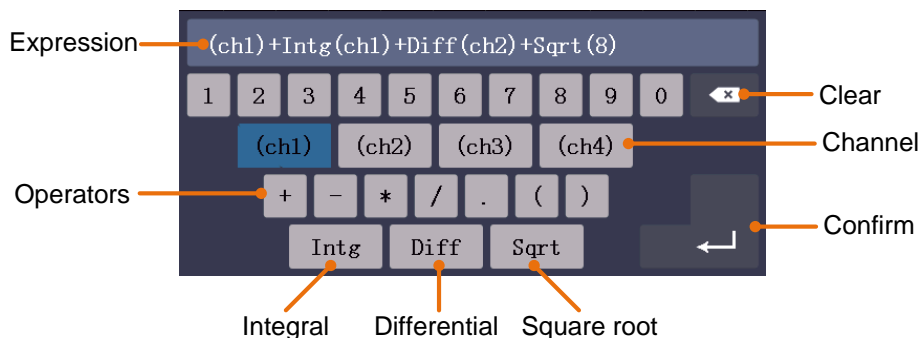 Expression (ch1)+Intg(ch1)+Diff(ch2)+Sqrt(8)
1 2 3 4 5 6 7 8 9 0 Clear
(ch1) (ch2) (ch3) (ch4) Channel
Operators + - * / . ( )
Confirm
Intg Diff Sqrt
Integral Differential Square root